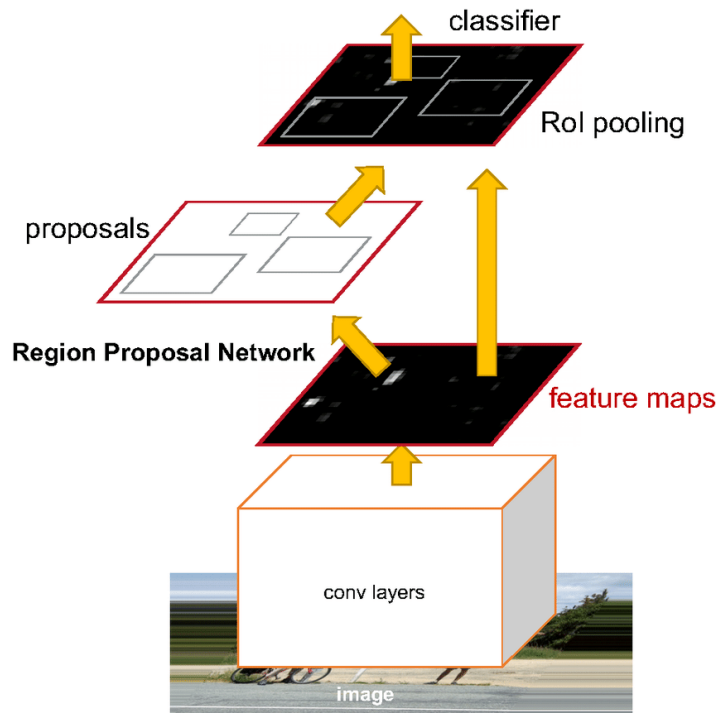 classifier
RoI pooling
proposals
Region Proposal Network
feature maps
conv layers
image